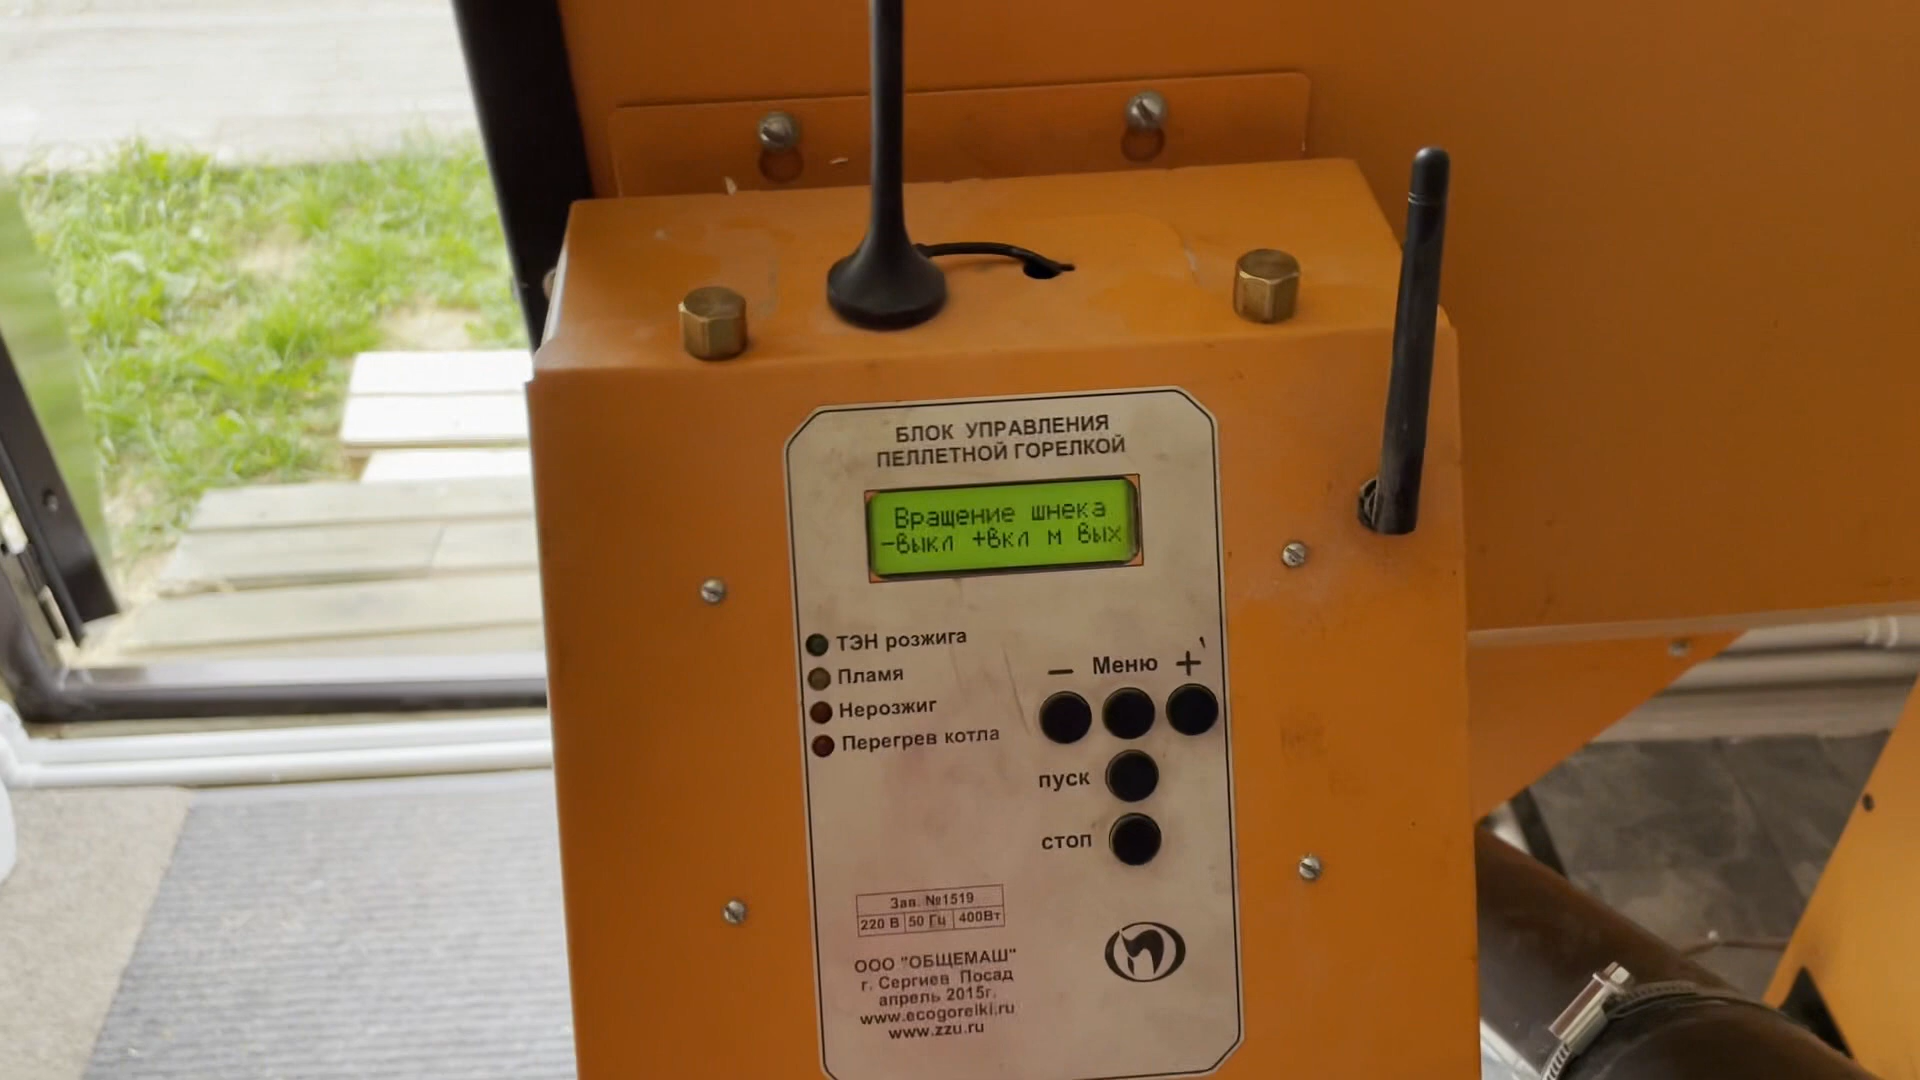 БЛОК УПРАВЛЕНИЯ
ПЕЛЛЕТНОЙ ГОРЕЛКОЙ
Вращение шнека
-выкл +вкл м вых
ТЭН розжига
Пламя
Нерозжиг
Перегрев котла
— Меню +
пуск
стоп
Зав. №1519
220 В 50 Гц 400Вт
ООО "ОБЩЕМАШ"
г. Сергиев Посад
апрель 2015г.
www.ecogorelki.ru
www.zzu.ru